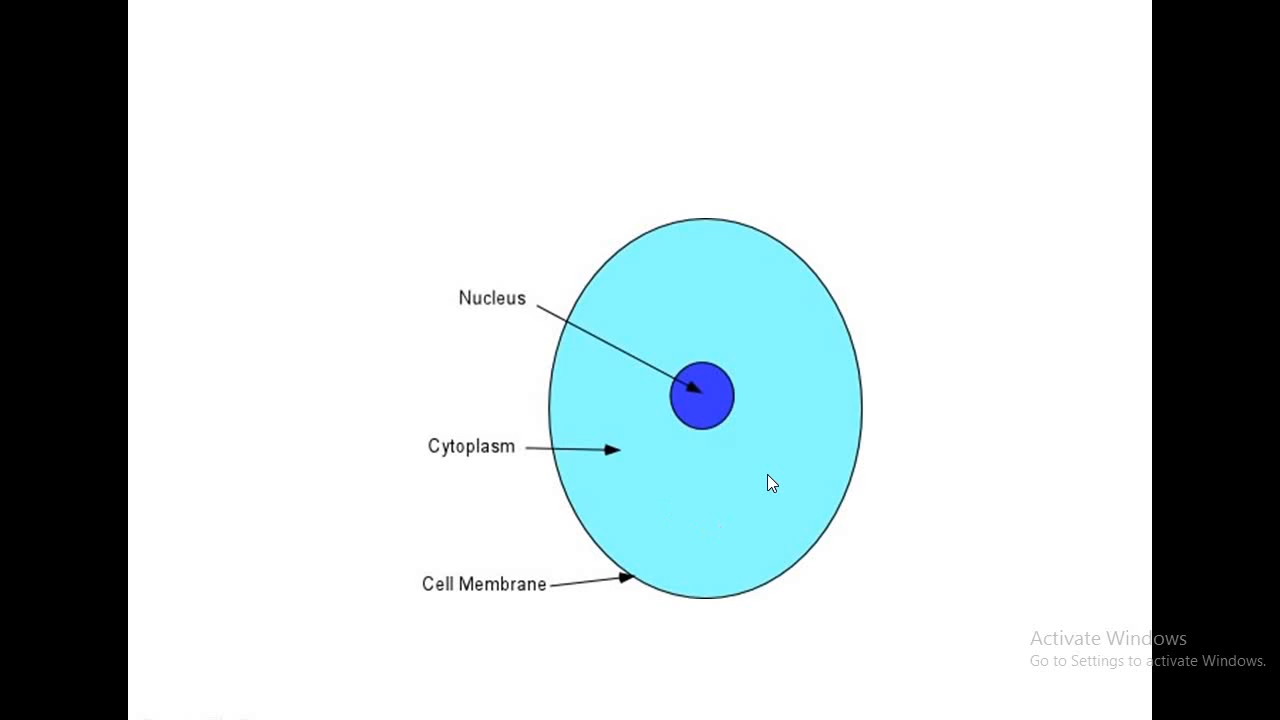 Nucleus
Cytoplasm
Cell Membrane
Activate Windows
Go to Settings to activate Windows.